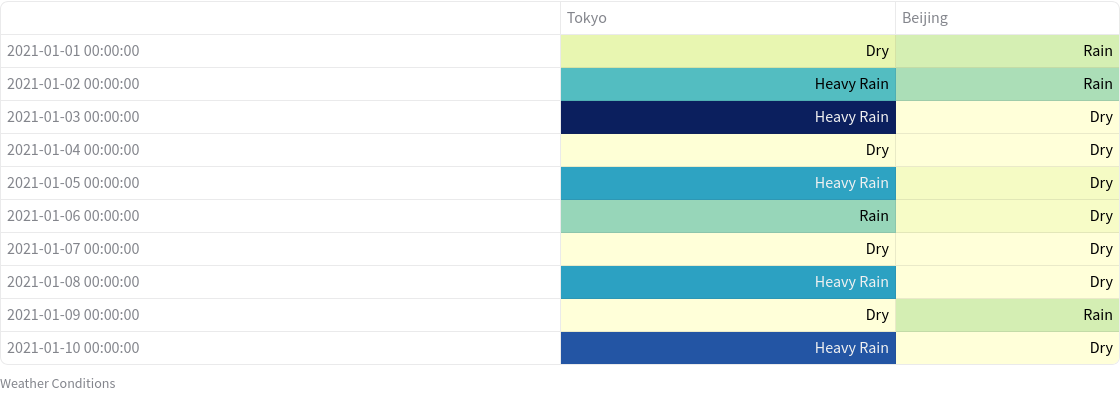 Tokyo Beijing
2021-01-01 00:00:00 Dry Rain
2021-01-02 00:00:00 Heavy Rain Rain
2021-01-03 00:00:00 Heavy Rain Dry
2021-01-04 00:00:00 Dry Dry
2021-01-05 00:00:00 Heavy Rain Dry
2021-01-06 00:00:00 Rain Dry
2021-01-07 00:00:00 Dry Dry
2021-01-08 00:00:00 Heavy Rain Dry
2021-01-09 00:00:00 Dry Rain
2021-01-10 00:00:00 Heavy Rain Dry
Weather Conditions